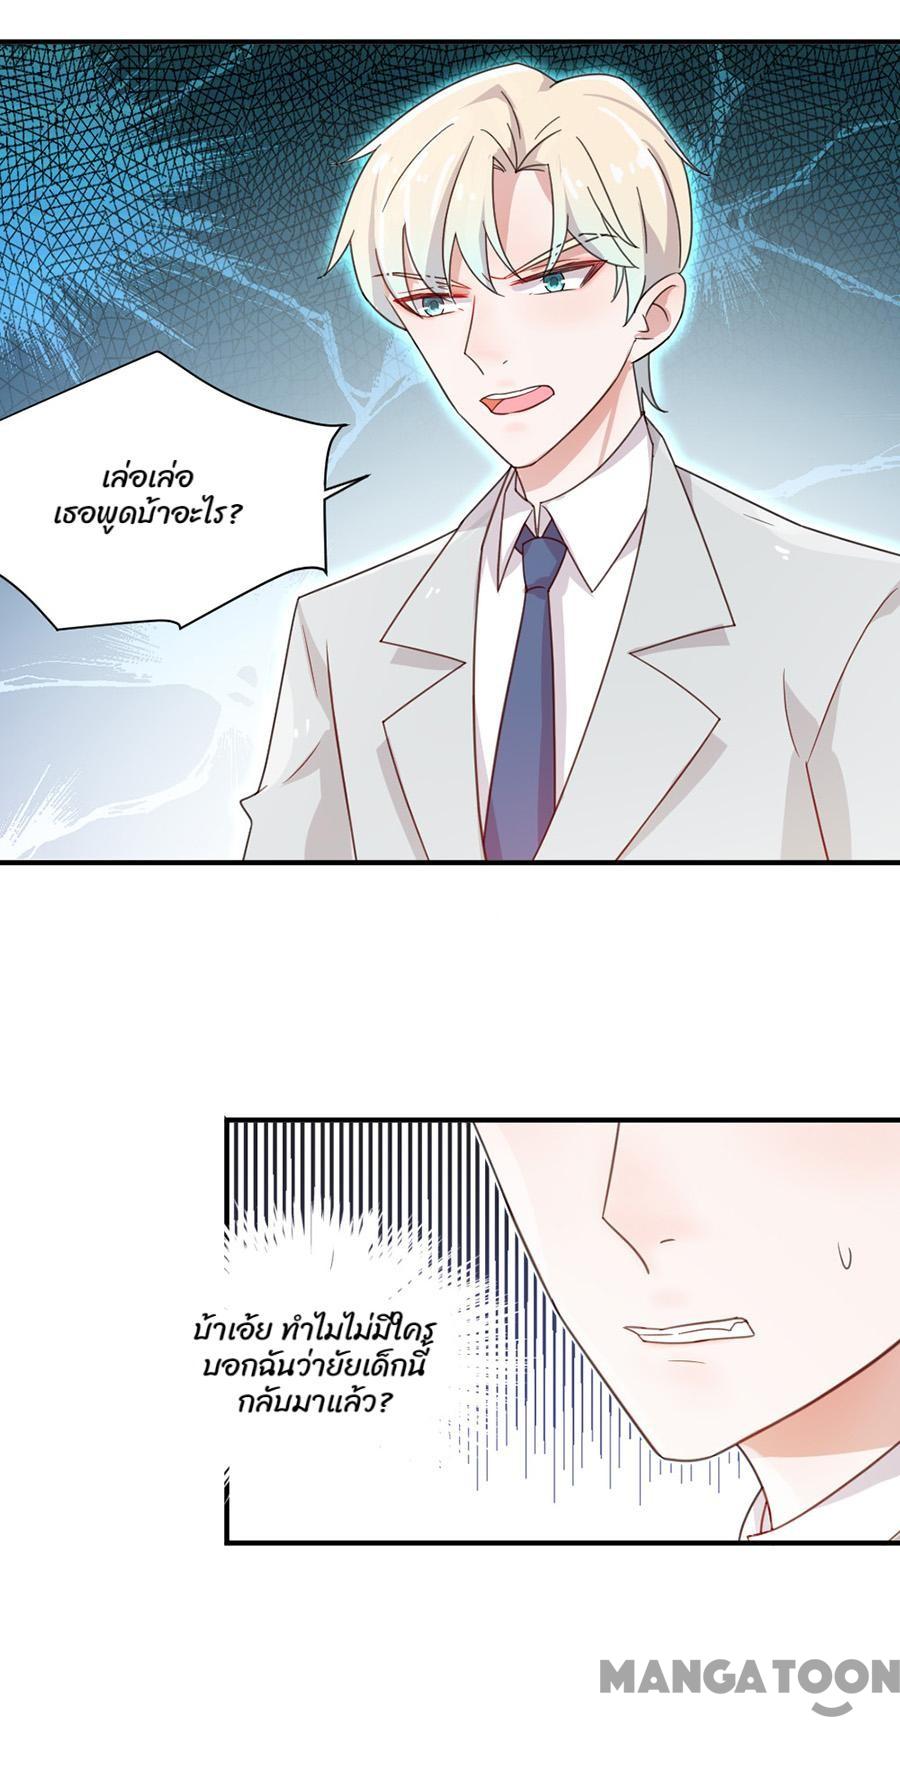 เล่อเล่อ
เธอพูดบ้าอะไร?
บ้าเอ้ย ทำไมไม่มีใคร
บอกฉันว่ายัยเด็กนี้
กลับมาแล้ว?
MANGATOON